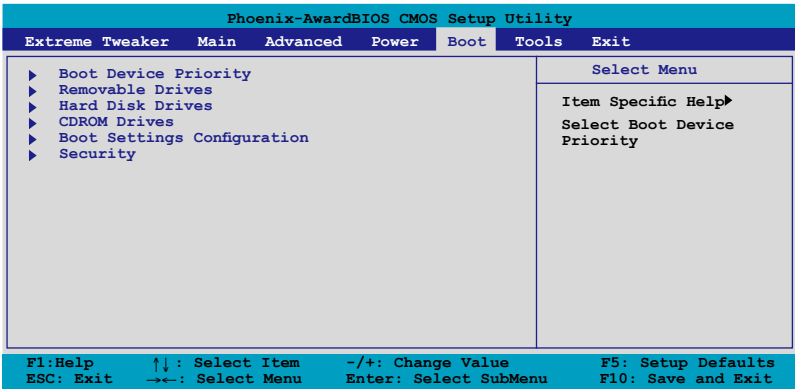 Phoenix-AwardBIOS CMOS Setup Utility
Extreme Tweaker Main Advanced Power Boot Tools Exit
Boot Device Priority
Removable Drives
Hard Disk Drives
CDROM Drives
Boot Settings Configuration
Security
Select Menu
Item Specific Help
Select Boot Device
Priority
F1:Help ↑↓: Select Item -/+: Change Value F5: Setup Defaults
ESC: Exit →←: Select Menu Enter: Select SubMenu F10: Save and Exit